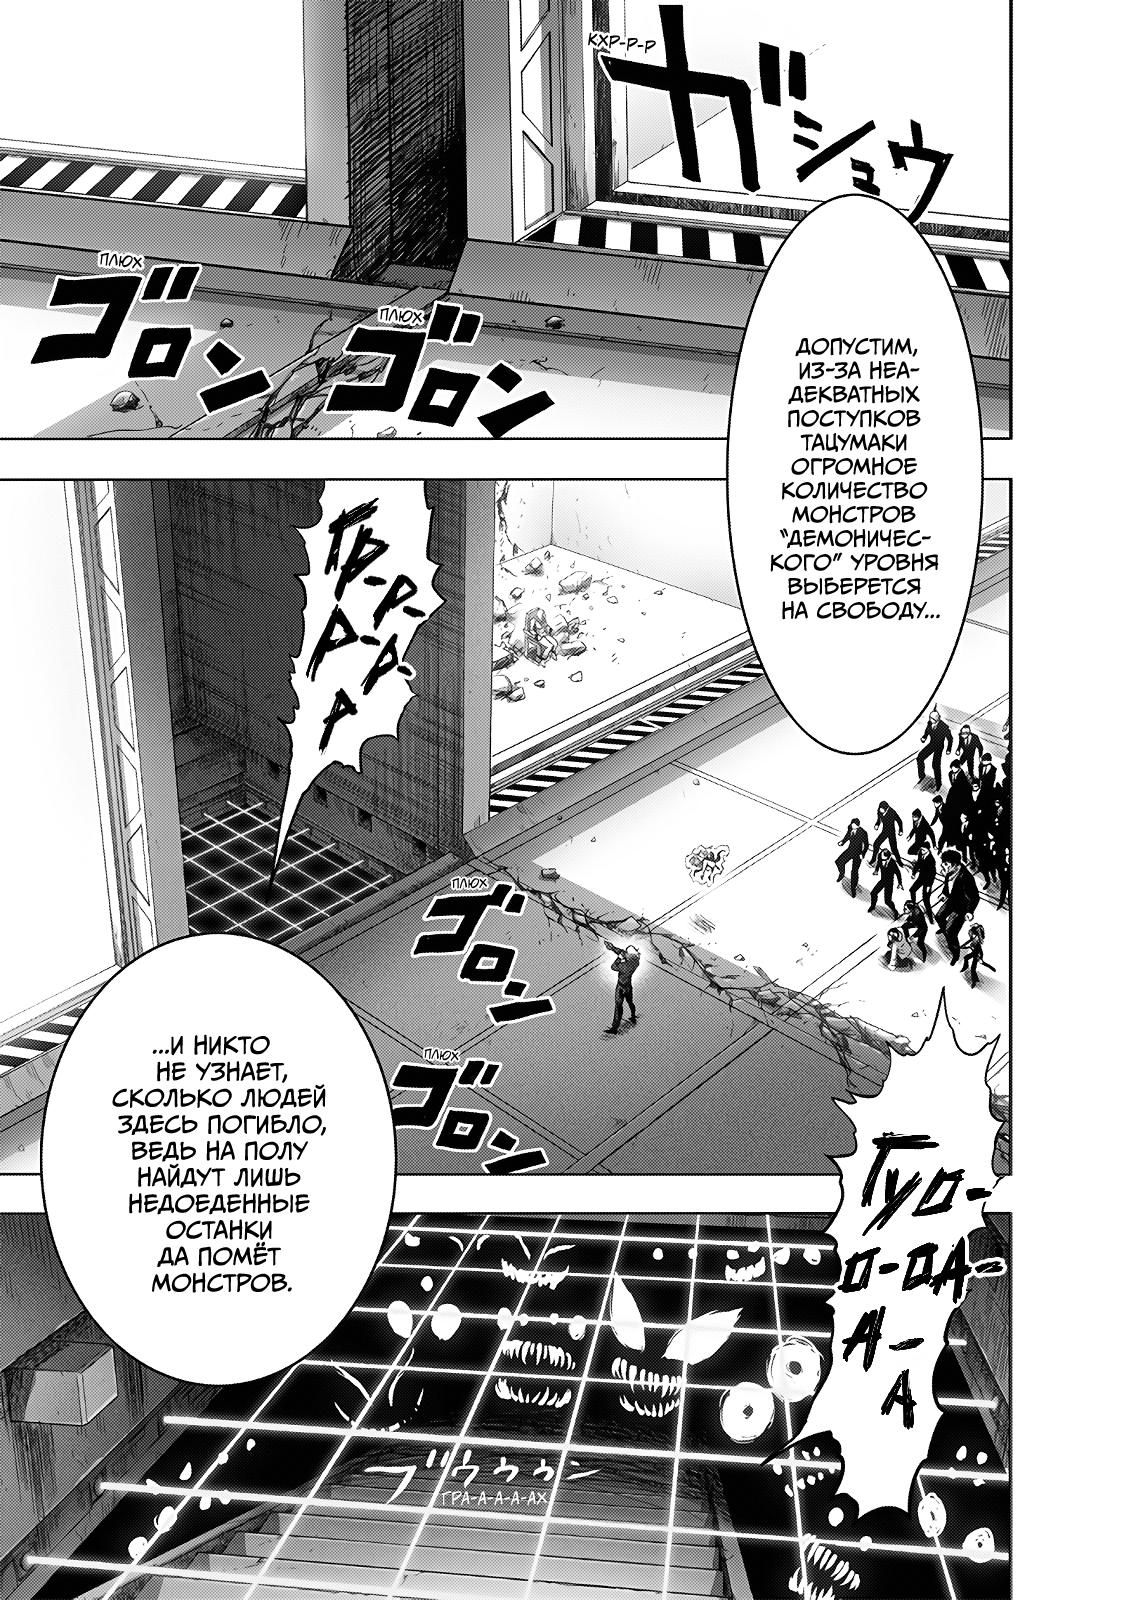 КХР-Р-Р
ガシュウ
ПЛЮХ
ゴロン
ПЛЮХ
ゴロン
ДОПУСТИМ,
ИЗ-ЗА НЕА-
ДЕКВАТНЫХ
ПОСТУПКОВ
ТАЦУМАКИ
ОГРОМНОЕ
КОЛИЧЕСТВО
МОНСТРОВ
“ДЕМОНИЧЕС-
КОГО” УРОВНЯ
ВЫБЕРЕТСЯ
НА СВОБОДУ...
ГР-
Р-Р-
Р-Р-
Р-Р-
Р
ПЛЮХ
ゴロン
ПЛЮХ
ゴロン
...И НИКТО
НЕ УЗНАЕТ,
СКОЛЬКО ЛЮДЕЙ
ЗДЕСЬ ПОГИБЛО,
ВЕДЬ НА ПОЛУ
НАЙДУТ ЛИШЬ
НЕДОЕДЕННЫЕ
ОСТАНКИ
ДА ПОМЁТ
МОНСТРОВ.
ГУО-
О-ОА-
А-
А
ブゥゥゥン
ГРА-А-А-А-АХ